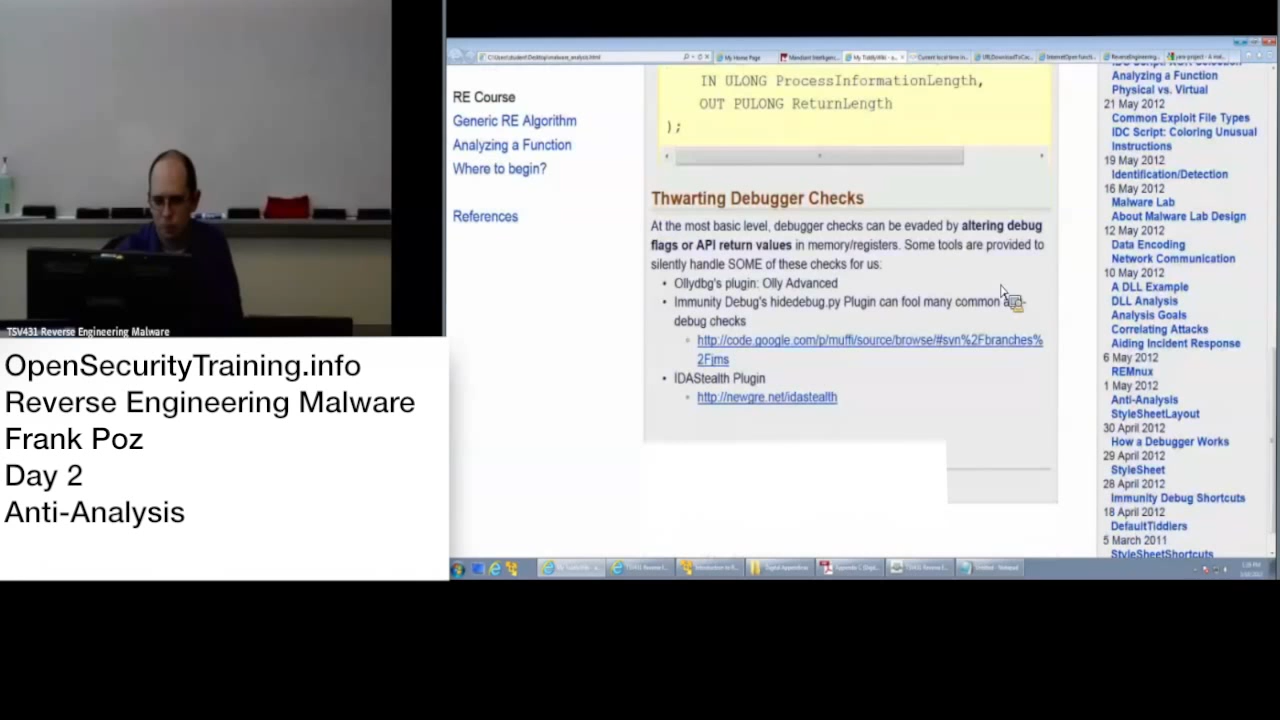 TSV431 Reverse Engineering Malware
OpenSecurityTraining.info
Reverse Engineering Malware
Frank Poz
Day 2
Anti-Analysis
C:\Users\student\Desktop\malware_analysis.html
My Home Page
RE Course
Generic RE Algorithm
Analyzing a Function
Where to begin?
References
IN ULONG ProcessInformationLength,
OUT PULONG ReturnLength
);
Thwarting Debugger Checks
At the most basic level, debugger checks can be evaded by altering debug
flags or API return values in memory/registers. Some tools are provided to
silently handle SOME of these checks for us:
• Ollydbg's plugin: Olly Advanced
• Immunity Debug's hidedebug.py Plugin can fool many common
debug checks
http://code.google.com/p/muffi/source/browse/#svn%2Fbranches%
2Fjms
• IDAStealth Plugin
http://newgre.net/idastealth
Analyzing a Function
Physical vs. Virtual
21 May 2012
Common Exploit File Types
IDC Script: Coloring Unusual
Instructions
19 May 2012
Identification/Detection
16 May 2012
Malware Lab
About Malware Lab Design
12 May 2012
Data Encoding
Network Communication
10 May 2012
A DLL Example
DLL Analysis
Analysis Goals
Correlating Attacks
Aiding Incident Response
6 May 2012
REMnux
1 May 2012
Anti-Analysis
StyleSheetLayout
30 April 2012
How a Debugger Works
29 April 2012
StyleSheet
28 April 2012
Immunity Debug Shortcuts
18 April 2012
DefaultTiddlers
5 March 2011
StyleSheetShortcuts